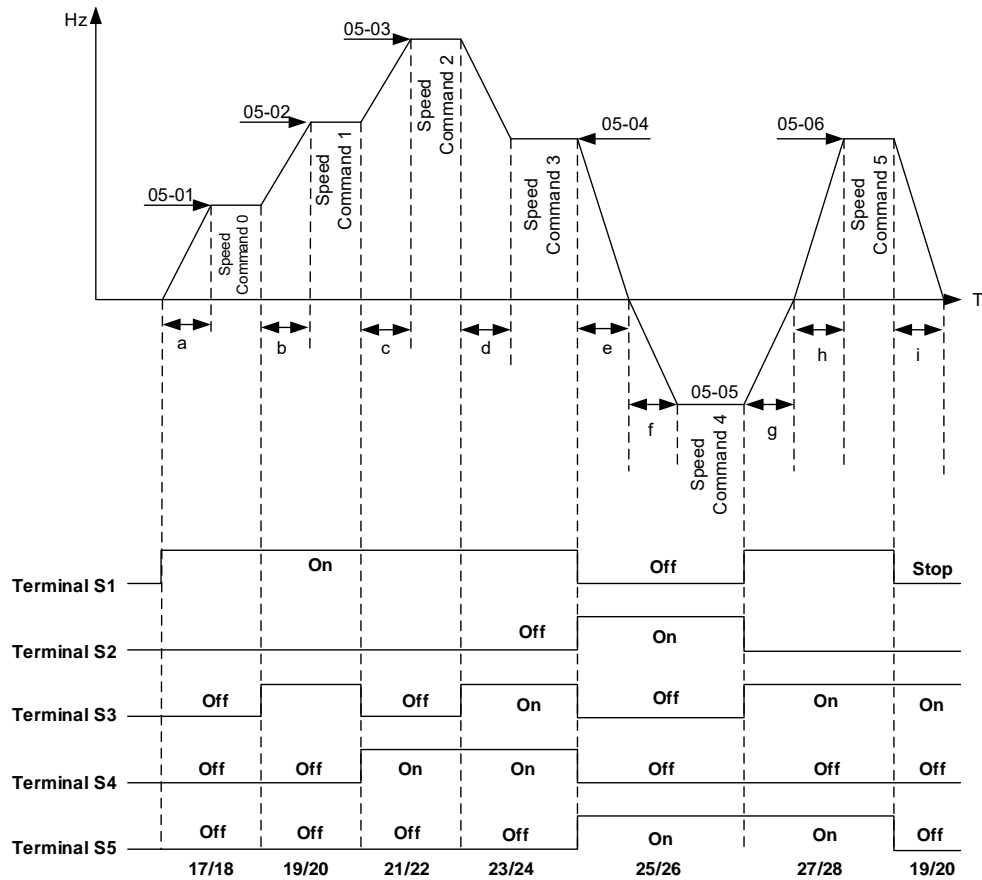 Hz
05-03
05-02
05-04
05-06
05-01
Speed
Command 0
Speed
Command 1
Speed
Command 2
Speed
Command 3
Speed
Command 5
T
a
b
c
d
e
h
i
05-05
f
g
Speed
Command 4
Terminal S1
On
Off
Stop
Terminal S2
Off
On
Terminal S3
Off
Off
On
Off
On
On
Terminal S4
Off
Off
On
On
Off
Off
Off
Terminal S5
Off
Off
Off
Off
On
On
Off
17/18
19/20
21/22
23/24
25/26
27/28
19/20